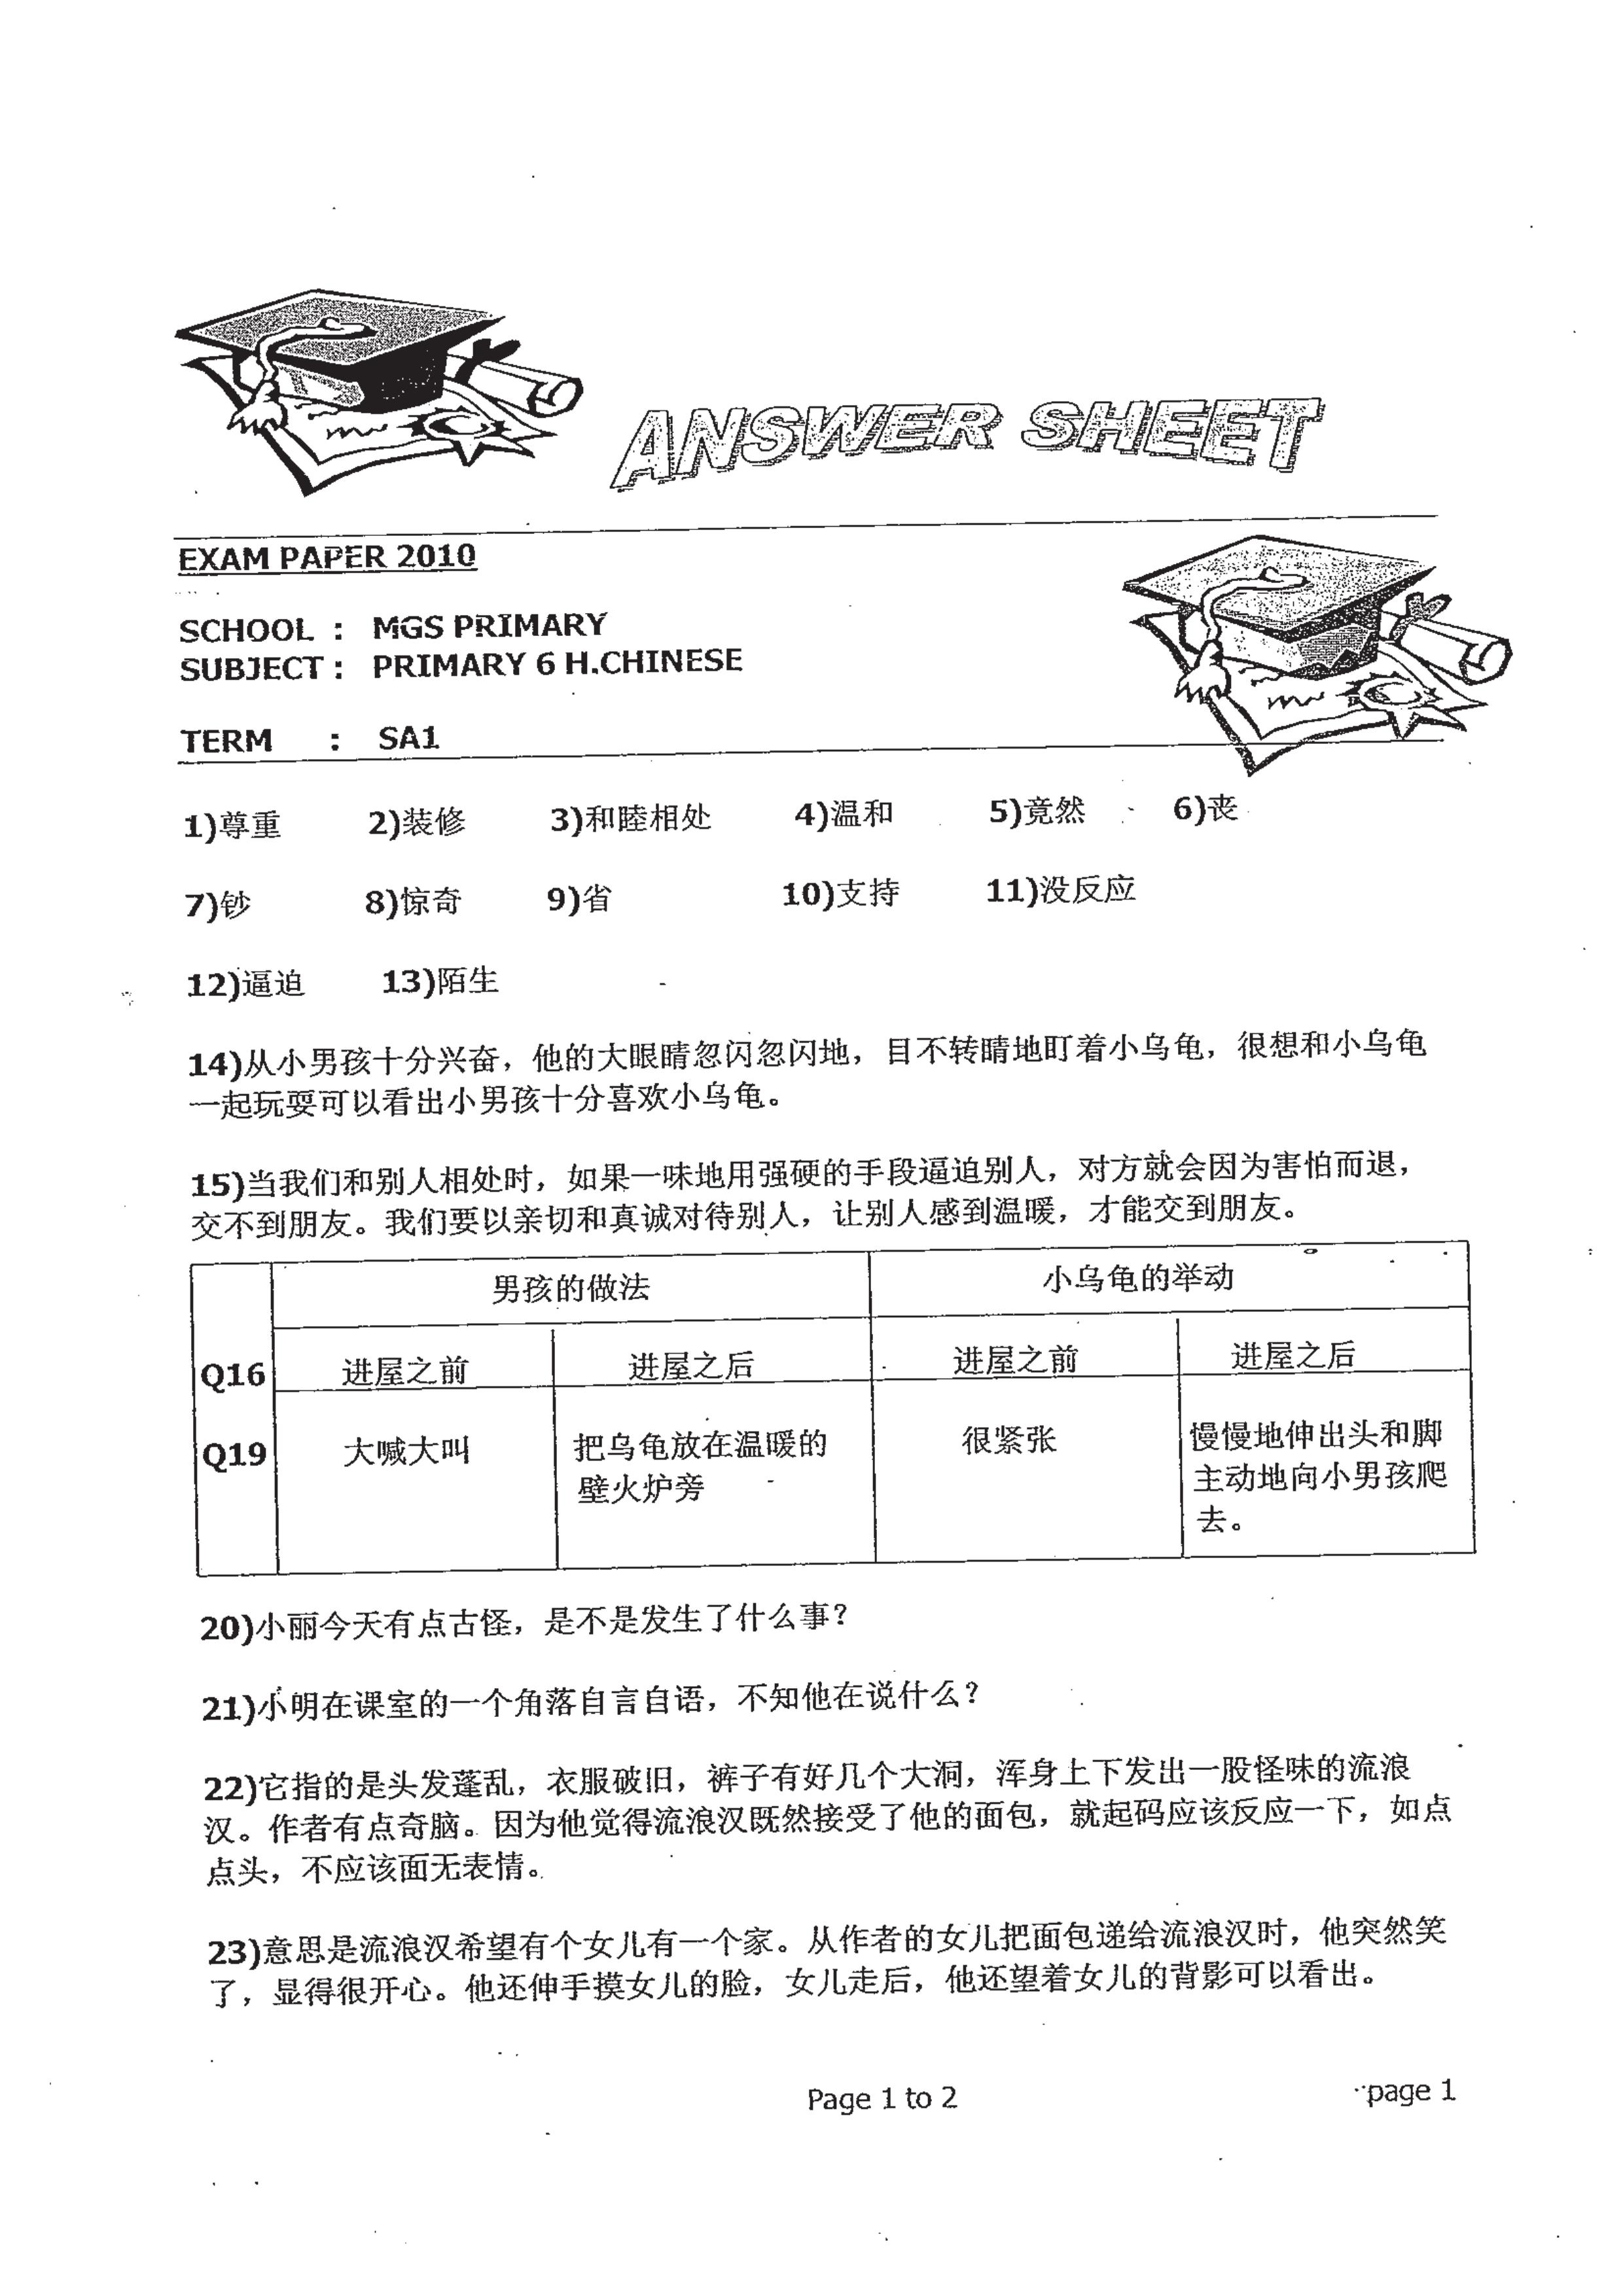 ANSWER SHEET
EXAM PAPER 2010
SCHOOL : MGS PRIMARY
SUBJECT : PRIMARY 6 H.CHINESE
TERM : SA1
1)尊重 2)装修 3)和睦相处 4)温和 5)竟然 6)丧
7)钞 8)惊奇 9)省 10)支持 11)没反应
12)逼迫 13)陌生
14)从小男孩十分兴奋，他的大眼睛忽闪忽闪地，目不转睛地盯着小乌龟，很想和小乌龟
一起玩耍可以看出小男孩十分喜欢小乌龟。
15)当我们和别人相处时，如果一味地用强硬的手段逼迫别人，对方就会因为害怕而退，
交不到朋友。我们要以亲切和真诚对待别人，让别人感到温暖，才能交到朋友。
男孩的做法 小乌龟的举动
Q16 进屋之前 进屋之后 进屋之前 进屋之后
Q19 大喊大叫 把乌龟放在温暖的 很紧张 慢慢地伸出头和脚
壁火炉旁 主动地向小男孩爬
去。
20)小丽今天有点古怪，是不是发生了什么事？
21)小明在课室的一个角落自言自语，不知他在说什么？
22)它指的是头发蓬乱，衣服破旧，裤子有好几个大洞，浑身上下发出一股怪味的流浪
汉。作者有点奇脑。因为他觉得流浪汉既然接受了他的面包，就起码应该反应一下，如点
点头，不应该面无表情。
23)意思是流浪汉希望有个女儿有一个家。从作者的女儿把面包递给流浪汉时，他突然笑
了，显得很开心。他还伸手摸女儿的脸，女儿走后，他还望着女儿的背影可以看出。
Page 1 to 2 page 1